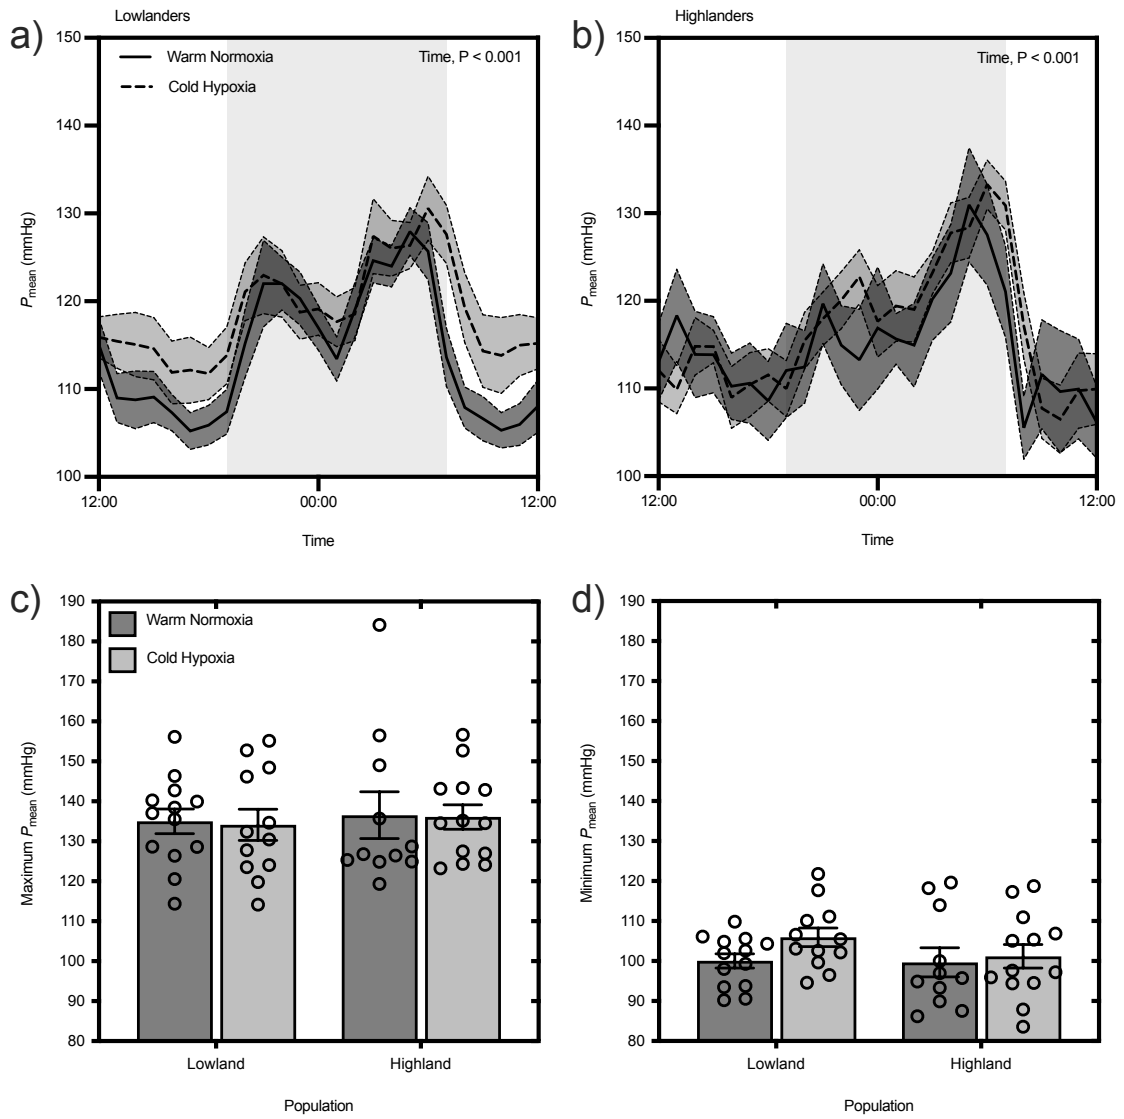 a)
Lowlanders
150
140
130
120
110
100
Pmean (mmHg)
Warm Normoxia
Cold Hypoxia
Time, P < 0.001
12:00
00:00
12:00
Time
b)
Highlanders
150
140
130
120
110
100
Pmean (mmHg)
Time, P < 0.001
12:00
00:00
12:00
Time
c)
190
180
170
160
150
140
130
120
110
100
90
80
Maximum Pmean (mmHg)
Warm Normoxia
Cold Hypoxia
Lowland
Highland
Population
d)
190
180
170
160
150
140
130
120
110
100
90
80
Minimum Pmean (mmHg)
Lowland
Highland
Population